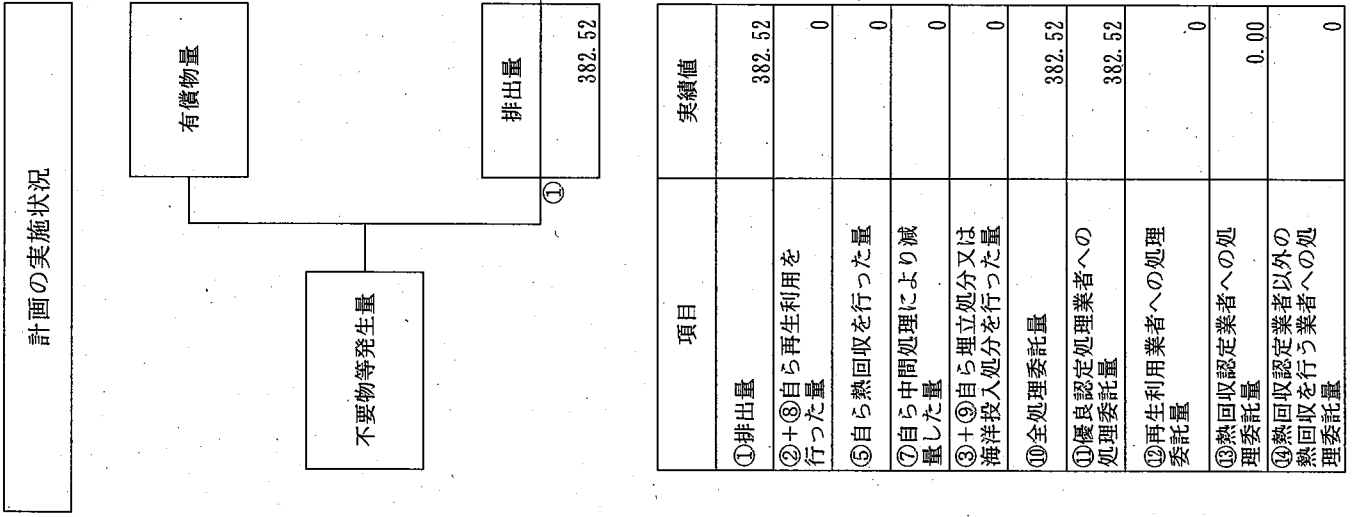 計画の実施状況
有償物量
不要物等発生量
排出量
①
382.52
項目
実績値
①排出量
382.52
②+⑧自ら再生利用を
行った量
0
⑤自ら熱回収を行った量
0
⑦自ら中間処理により減
量した量
0
③+⑨自ら埋立処分又は
海洋投入処分を行った量
0
⑩全処理委託量
382.52
⑪優良認定処理業者への
処理委託量
382.52
⑫再生利用業者への処理
委託量
0
⑬熱回収認定業者への処
理委託量
0.00
⑭熱回収認定業者以外の
熱回収を行う業者への処
理委託量
0